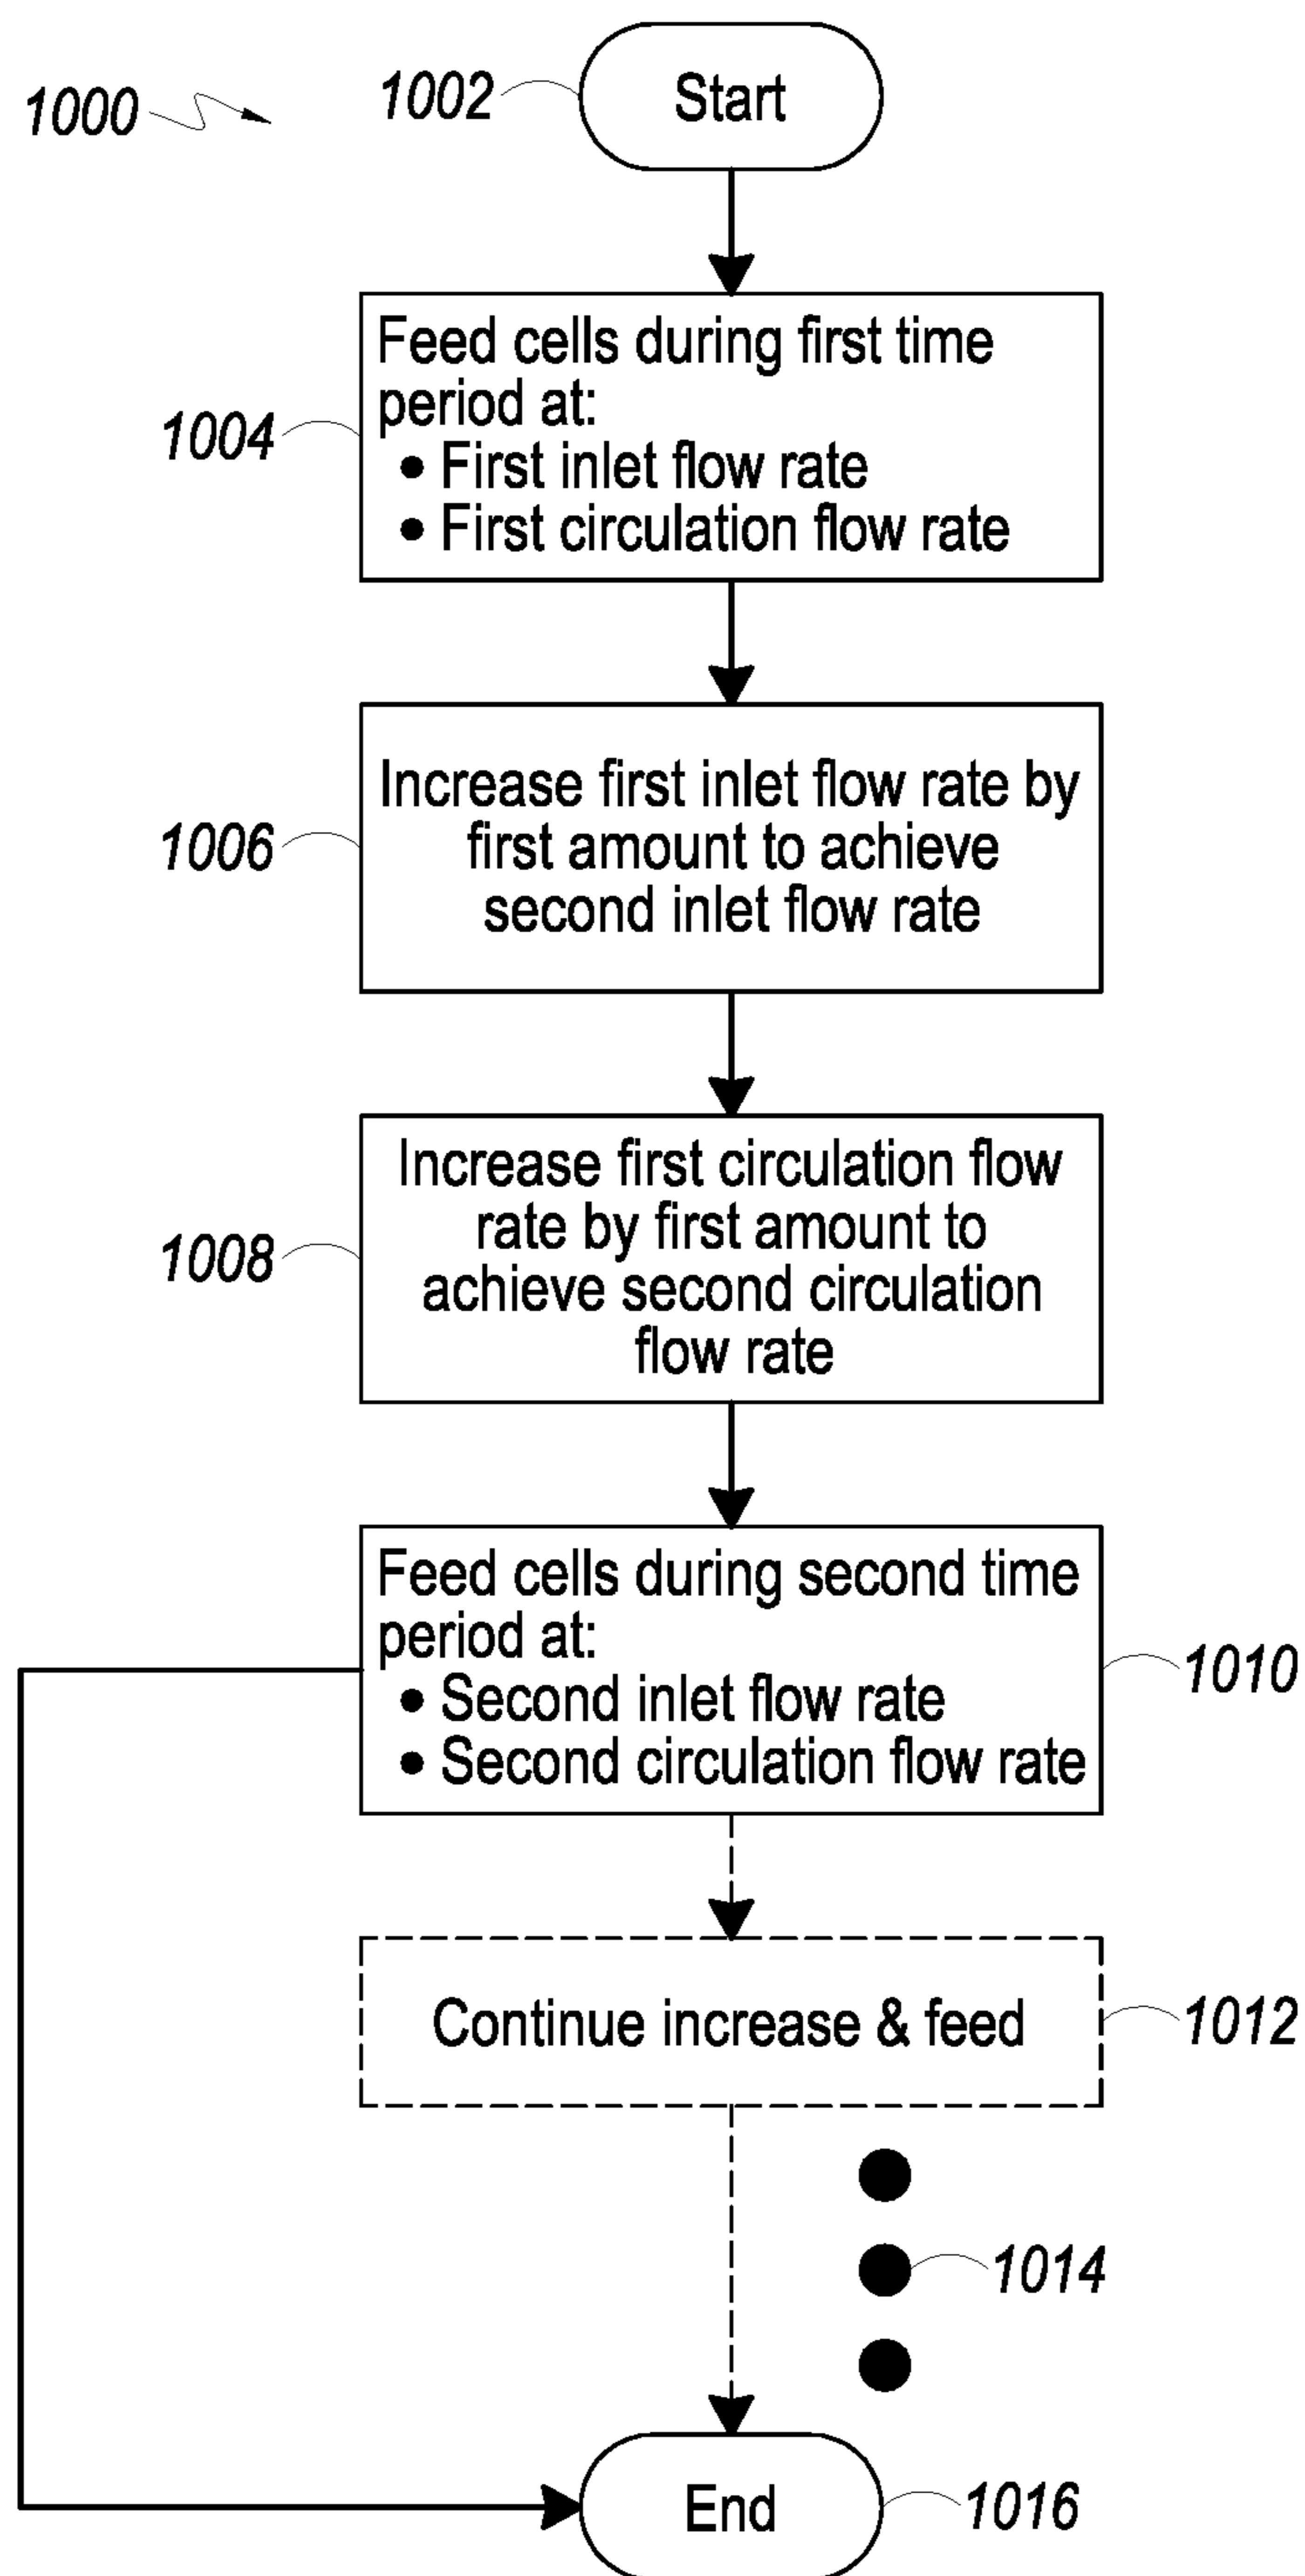 1000
1002
Start
1004
Feed cells during first time
period at:
• First inlet flow rate
• First circulation flow rate
1006
Increase first inlet flow rate by
first amount to achieve
second inlet flow rate
1008
Increase first circulation flow
rate by first amount to
achieve second circulation
flow rate
Feed cells during second time
period at:
• Second inlet flow rate
• Second circulation flow rate
1010
Continue increase & feed
1012
1014
End
1016